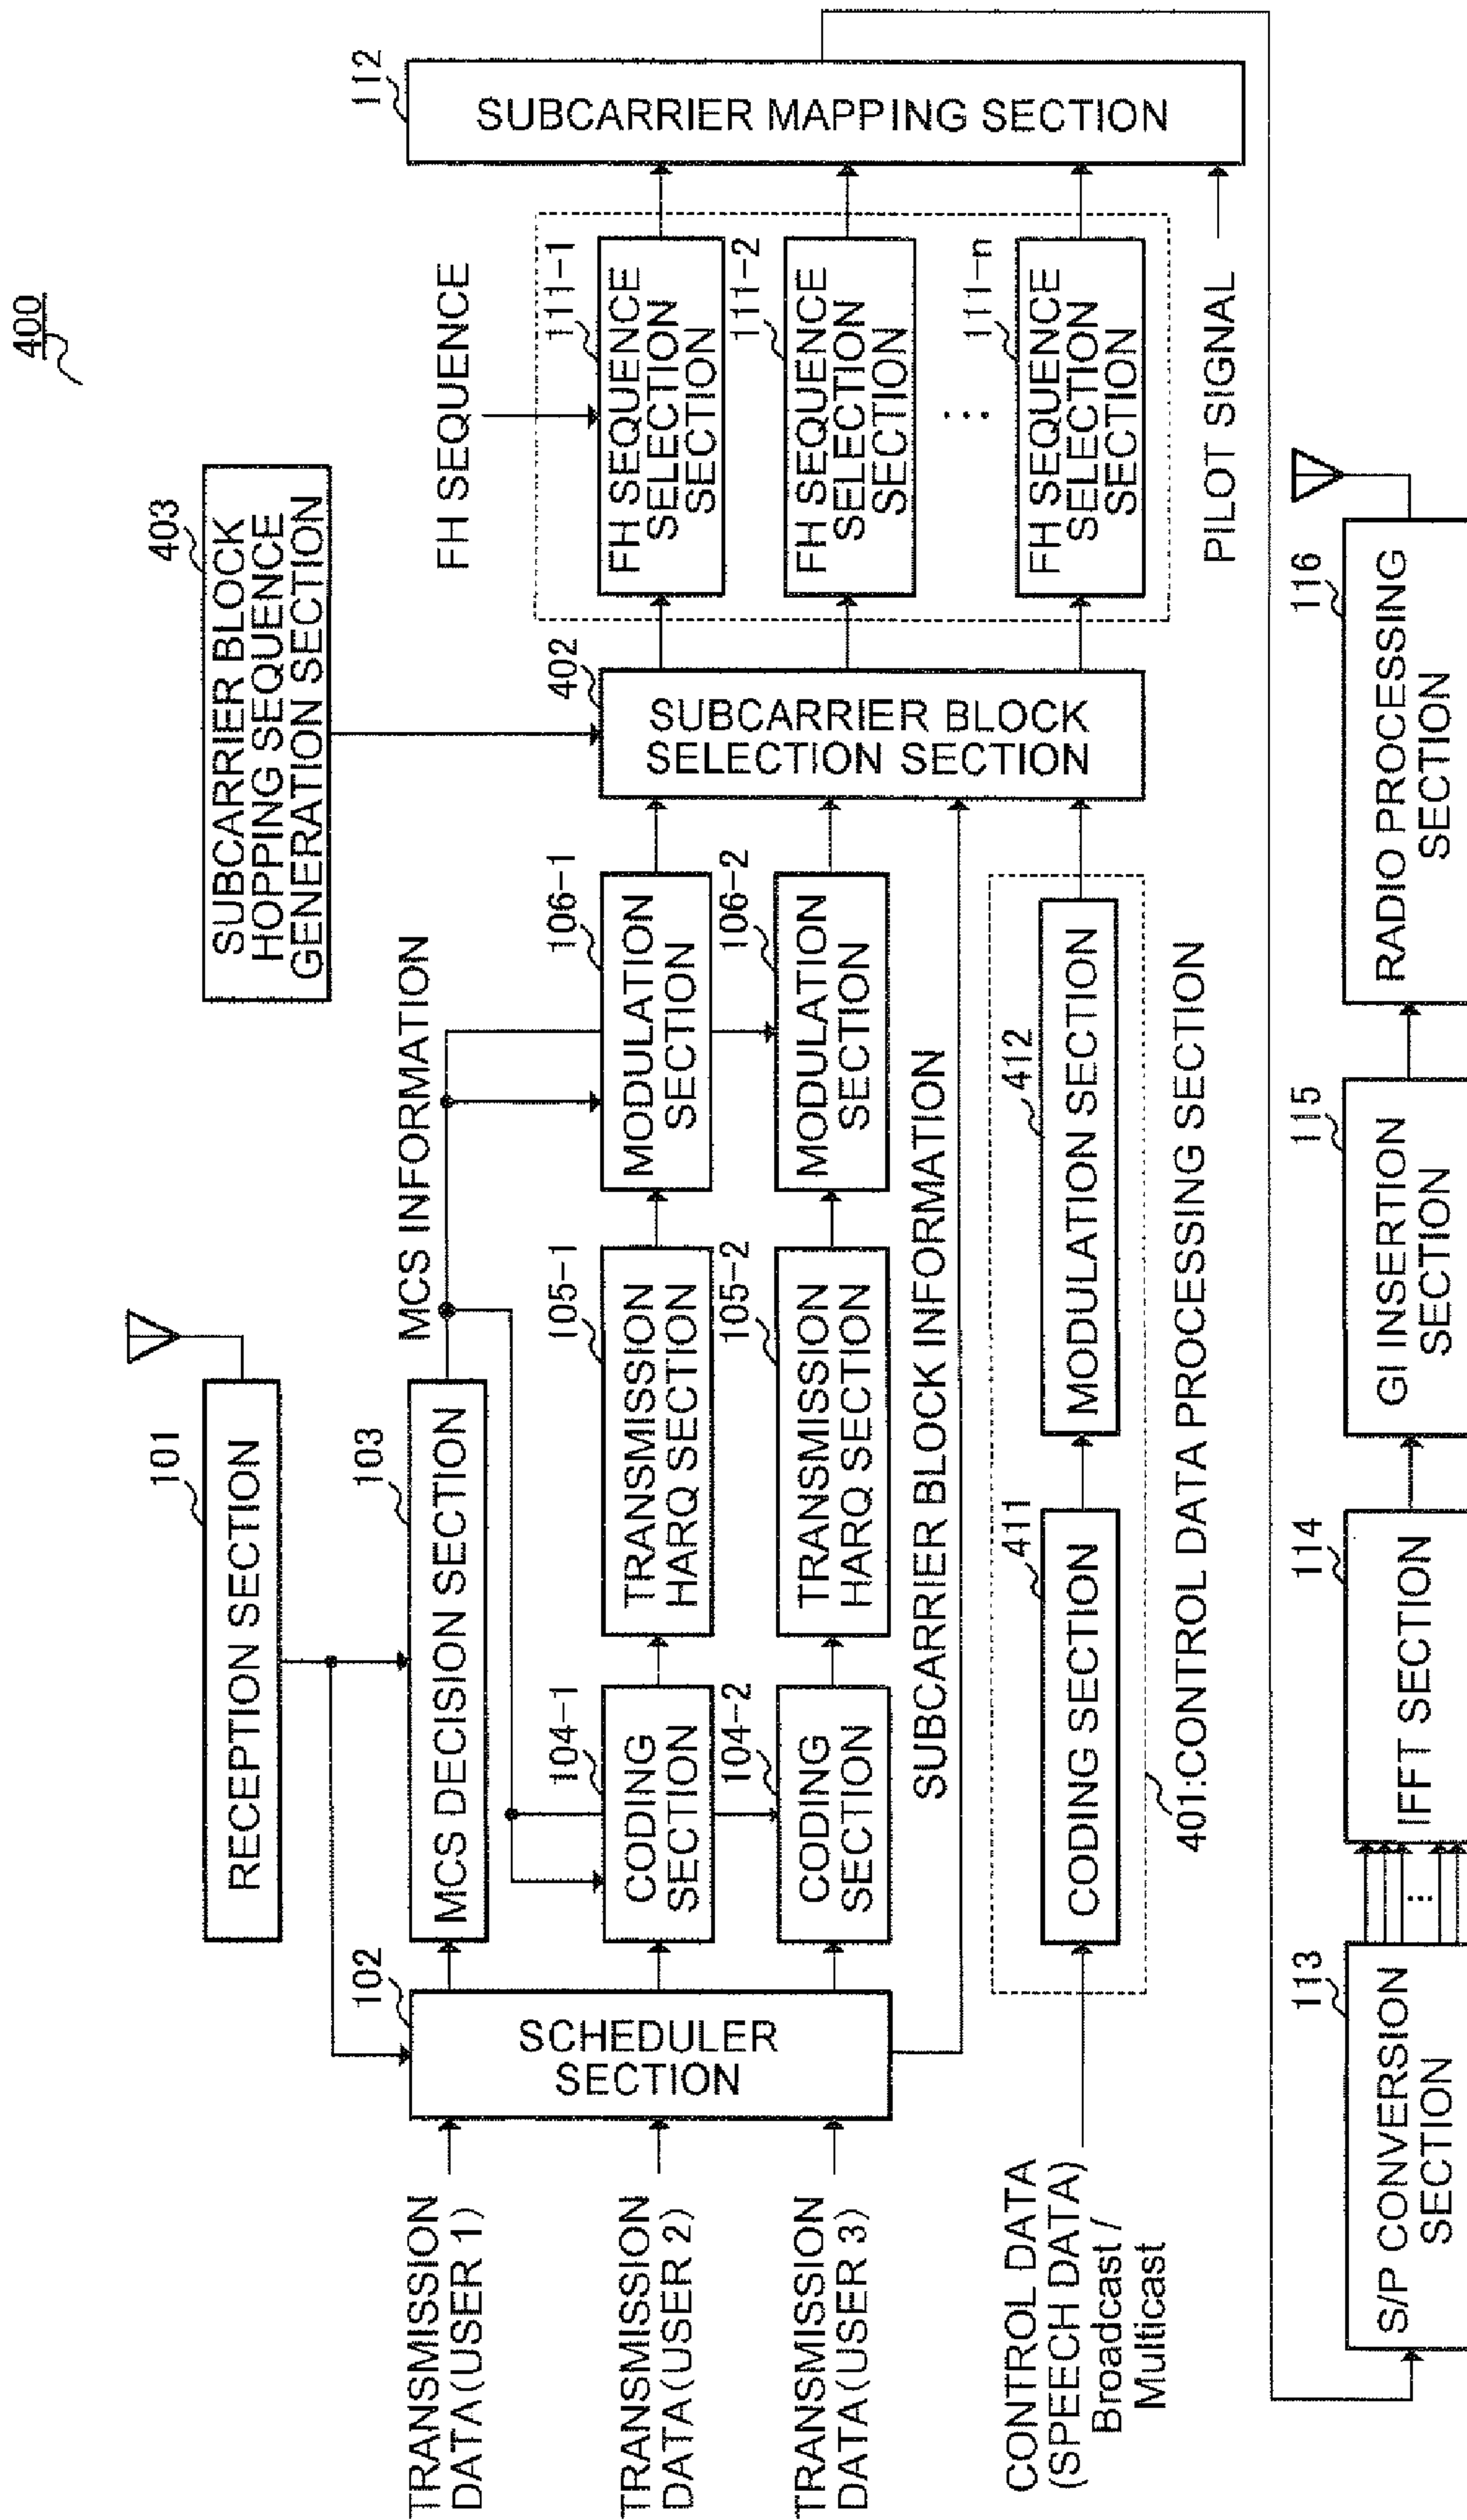 400
101
RECEPTION SECTION
403
SUBCARRIER BLOCK
HOPPING SEQUENCE
GENERATION SECTION
TRANSMISSION
DATA(USER 1)
TRANSMISSION
DATA(USER 2)
TRANSMISSION
DATA(USER 3)
102
SCHEDULER
SECTION
103
MCS DECISION SECTION
MCS INFORMATION
104-1
CODING
SECTION
105-1
TRANSMISSION
HARQ SECTION
106-1
MODULATION
SECTION
104-2
CODING
SECTION
105-2
TRANSMISSION
HARQ SECTION
106-2
MODULATION
SECTION
SUBCARRIER BLOCK INFORMATION
CONTROL DATA
(SPEECH DATA)
Broadcast /
Multicast
411
CODING SECTION
412
MODULATION SECTION
401:CONTROL DATA PROCESSING SECTION
402
SUBCARRIER BLOCK
SELECTION SECTION
FH SEQUENCE
111-1
FH SEQUENCE
SELECTION
SECTION
111-2
FH SEQUENCE
SELECTION
SECTION
...
111-n
FH SEQUENCE
SELECTION
SECTION
PILOT SIGNAL
112
SUBCARRIER MAPPING SECTION
113
S/P CONVERSION
SECTION
...
114
IFFT SECTION
115
GI INSERTION
SECTION
116
RADIO PROCESSING
SECTION